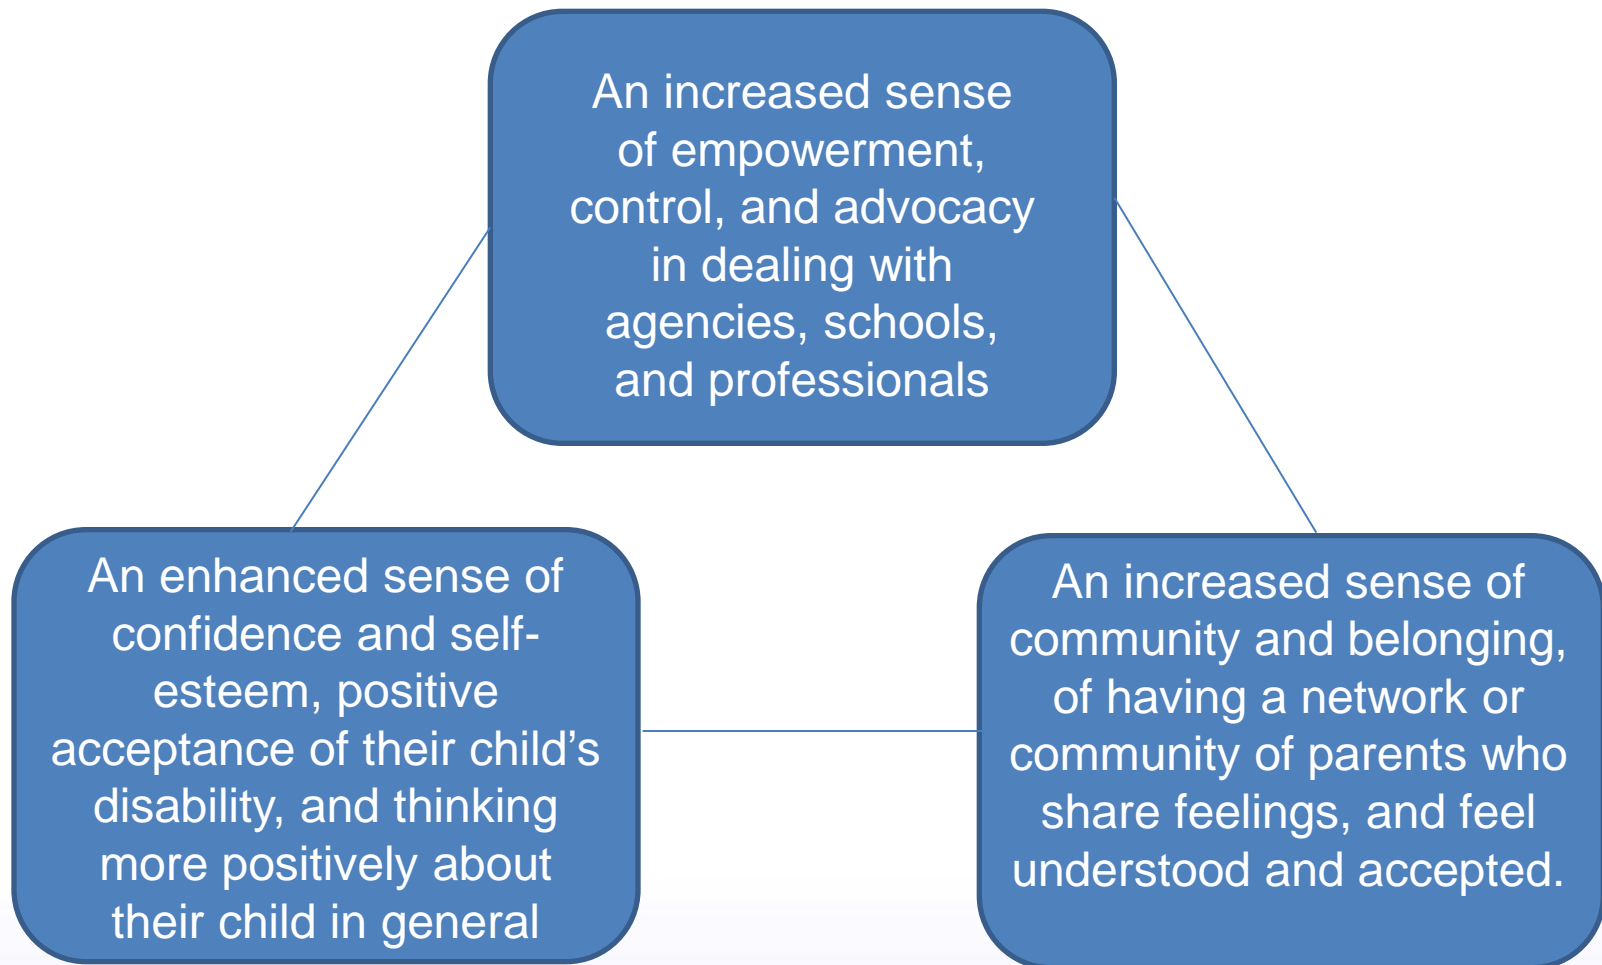 An increased sense
of empowerment,
control, and advocacy
in dealing with
agencies, schools,
and professionals
An enhanced sense of
confidence and self-
esteem, positive
acceptance of their child’s
disability, and thinking
more positively about
their child in general
An increased sense of
community and belonging,
of having a network or
community of parents who
share feelings, and feel
understood and accepted.